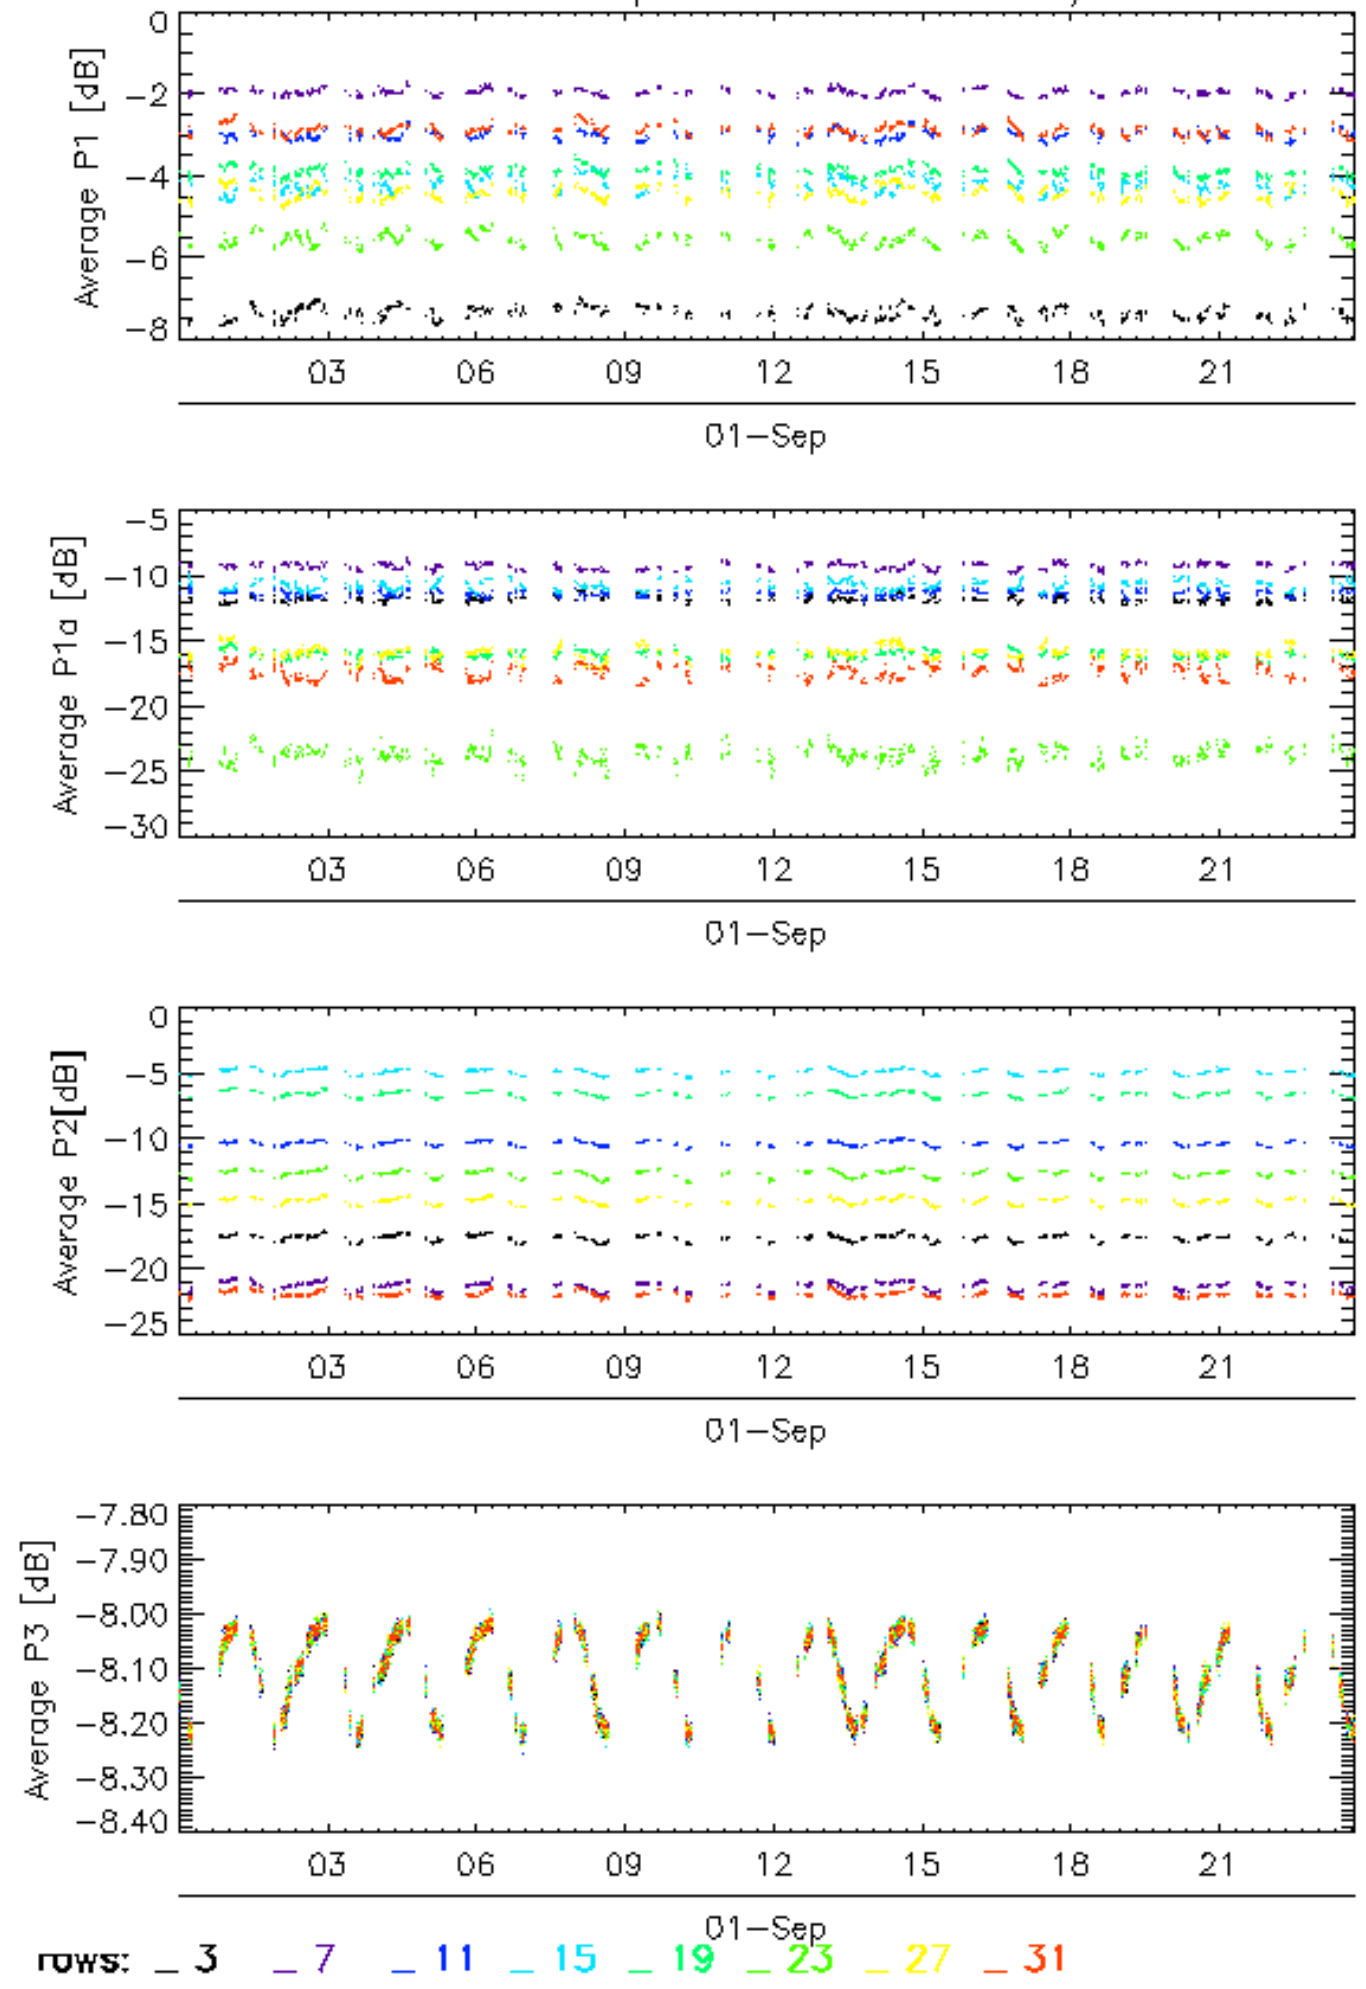 0
−2
−4
−6
−8
Average P1 [dB]
03 06 09 12 15 18 21
01−Sep
−5
−10
−15
−20
−25
−30
Average P1a [dB]
03 06 09 12 15 18 21
01−Sep
0
−5
−10
−15
−20
−25
Average P2[dB]
03 06 09 12 15 18 21
01−Sep
−7.80
−7.90
−8.00
−8.10
−8.20
−8.30
−8.40
Average P3 [dB]
03 06 09 12 15 18 21
01−Sep
rows: _ 3 _ 7 _ 11 _ 15 _ 19 _ 23 _ 27 _ 31